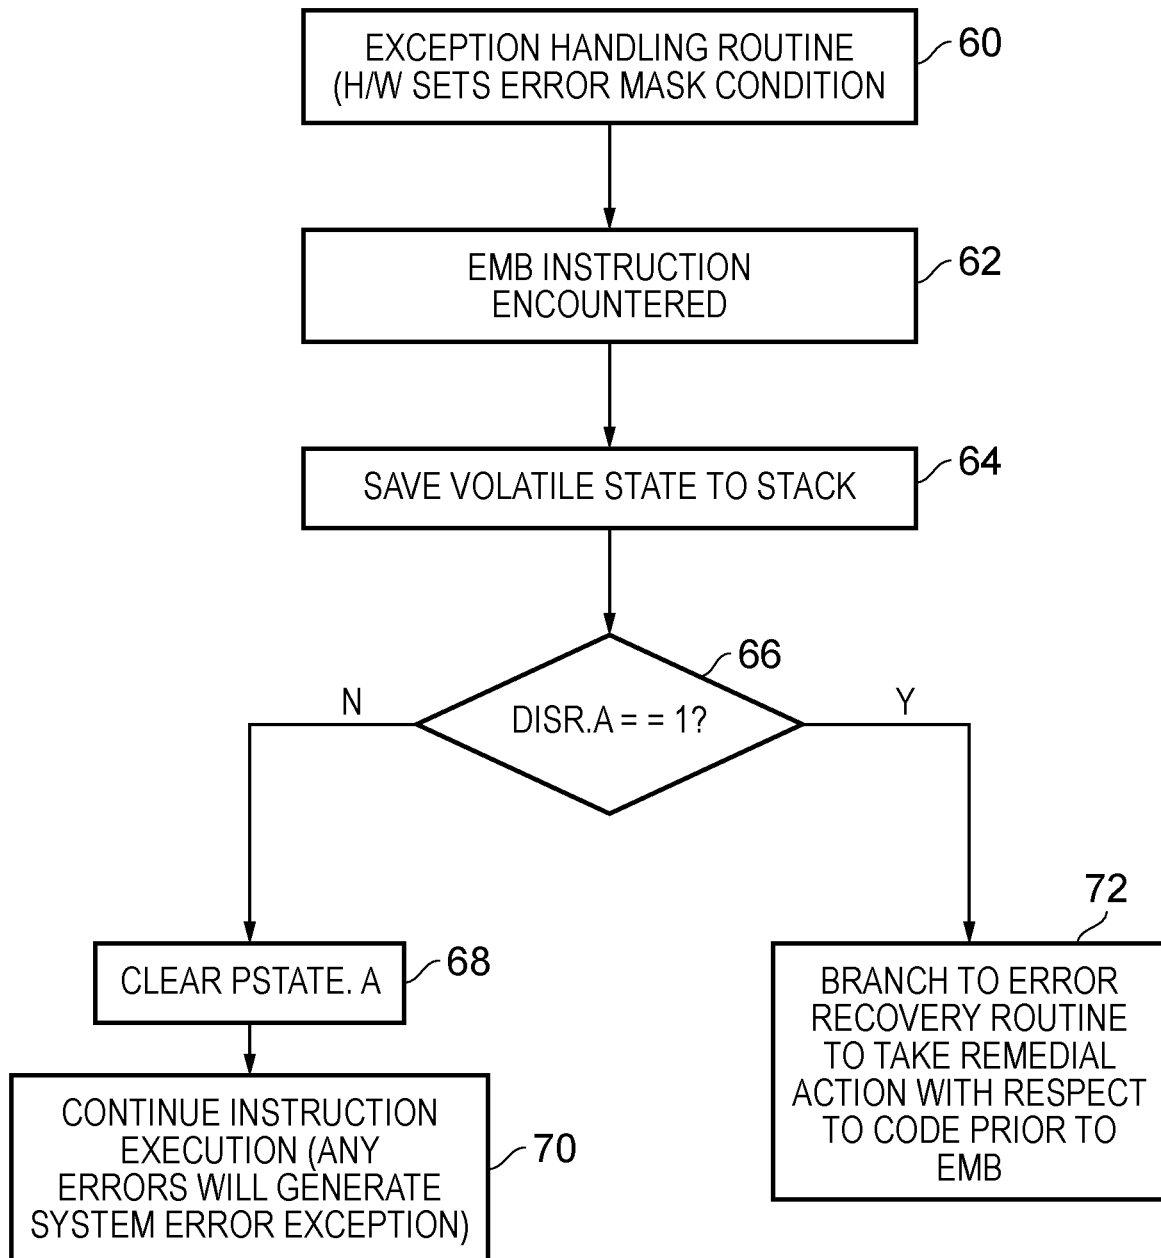 EXCEPTION HANDLING ROUTINE
(H/W SETS ERROR MASK CONDITION
60
EMB INSTRUCTION
ENCOUNTERED
62
SAVE VOLATILE STATE TO STACK
64
66
DISR.A = = 1?
N
Y
CLEAR PSTATE. A
68
CONTINUE INSTRUCTION
EXECUTION (ANY
ERRORS WILL GENERATE
SYSTEM ERROR EXCEPTION)
70
72
BRANCH TO ERROR
RECOVERY ROUTINE
TO TAKE REMEDIAL
ACTION WITH RESPECT
TO CODE PRIOR TO
EMB